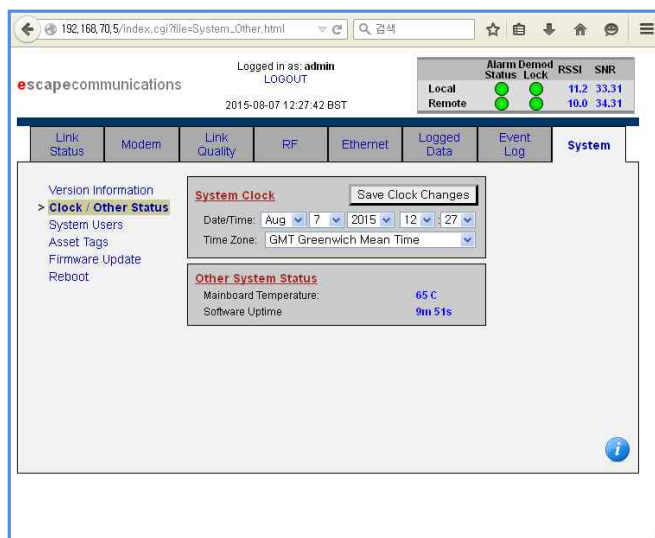 192,168,70,5/index.cgi?file=System_Other.html
검색
escapecommunications
Logged in as: admin
LOGOUT
2015-08-07 12:27:42 BST
Alarm Status Demod Lock RSSI SNR
Local 11.2 33.31
Remote 10.0 34.31
Link Status
Modem
Link Quality
RF
Ethernet
Logged Data
Event Log
System
Version Information
> Clock / Other Status
System Users
Asset Tags
Firmware Update
Reboot
System Clock
Save Clock Changes
Date/Time: Aug 7 2015 12 : 27
Time Zone: GMT Greenwich Mean Time
Other System Status
Mainboard Temperature: 65 C
Software Uptime 9m 51s
i